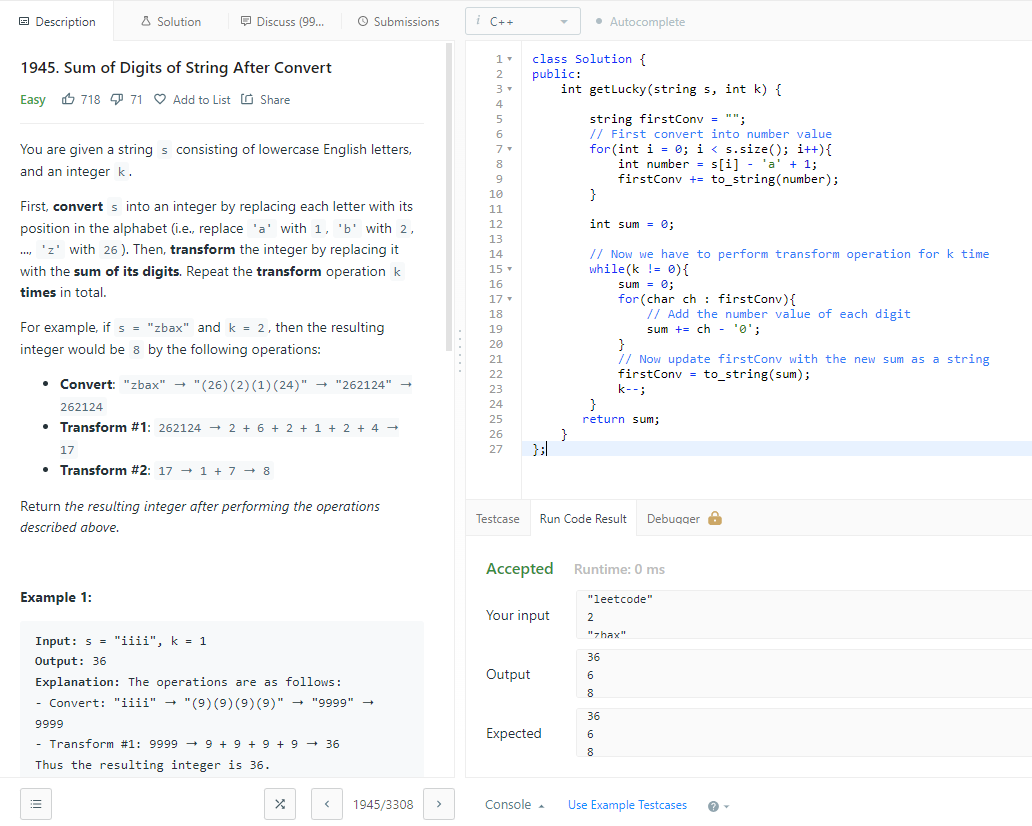 Description
Solution
Discuss (99...
Submissions
i C++
Autocomplete
1945. Sum of Digits of String After Convert
Easy 718 71 Add to List Share
You are given a string s consisting of lowercase English letters,
and an integer k.
First, convert s into an integer by replacing each letter with its
position in the alphabet (i.e., replace 'a' with 1, 'b' with 2,
..., 'z' with 26). Then, transform the integer by replacing it
with the sum of its digits. Repeat the transform operation k
times in total.
For example, if s = "zbax" and k = 2, then the resulting
integer would be 8 by the following operations:
• Convert: "zbax" → "(26)(2)(1)(24)" → "262124" →
262124
• Transform #1: 262124 → 2 + 6 + 2 + 1 + 2 + 4 →
17
• Transform #2: 17 → 1 + 7 → 8
Return the resulting integer after performing the operations
described above.
Example 1:
Input: s = "iiii", k = 1
Output: 36
Explanation: The operations are as follows:
- Convert: "iiii" → "(9)(9)(9)(9)" → "9999" →
9999
- Transform #1: 9999 → 9 + 9 + 9 + 9 → 36
Thus the resulting integer is 36.
1945/3308
1 class Solution {
2 public:
3 int getLucky(string s, int k) {
4
5 string firstConv = "";
6 // First convert into number value
7 for(int i = 0; i < s.size(); i++){
8 int number = s[i] - 'a' + 1;
9 firstConv += to_string(number);
10 }
11
12 int sum = 0;
13
14 // Now we have to perform transform operation for k time
15 while(k != 0){
16 sum = 0;
17 for(char ch : firstConv){
18 // Add the number value of each digit
19 sum += ch - '0';
20 }
21 // Now update firstConv with the new sum as a string
22 firstConv = to_string(sum);
23 k--;
24 }
25 return sum;
26 }
27 };
Testcase
Run Code Result
Debugger
Accepted Runtime: 0 ms
Your input
"leetcode"
2
"zbax"
Output
36
6
8
Expected
36
6
8
Console
Use Example Testcases
?